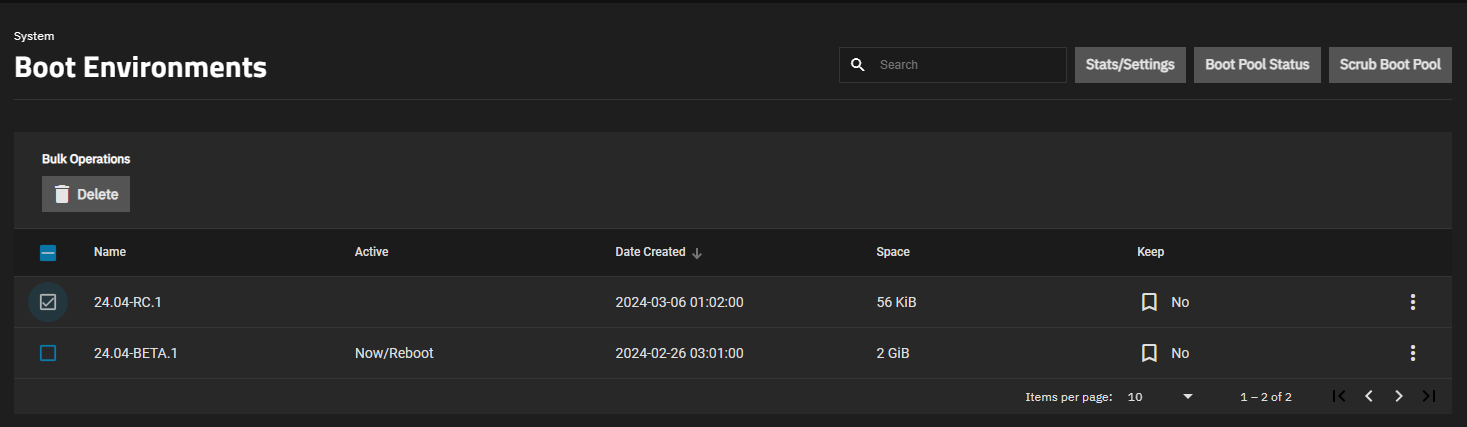 System
Boot Environments
Search
Stats/Settings
Boot Pool Status
Scrub Boot Pool
Bulk Operations
Delete
Name Active Date Created Space Keep
24.04-RC.1 2024-03-06 01:02:00 56 KiB No
24.04-BETA.1 Now/Reboot 2024-02-26 03:01:00 2 GiB No
Items per page: 10 1 – 2 of 2